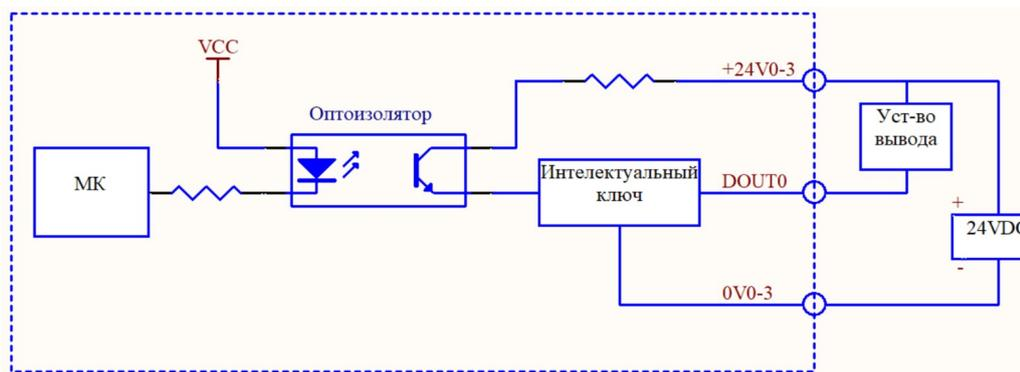 VCC
+24V0-3
Оптоизолятор
Уст-во
вывода
МК
Интелектуальный
ключ
DOUT0
+
24VDC
-
0V0-3